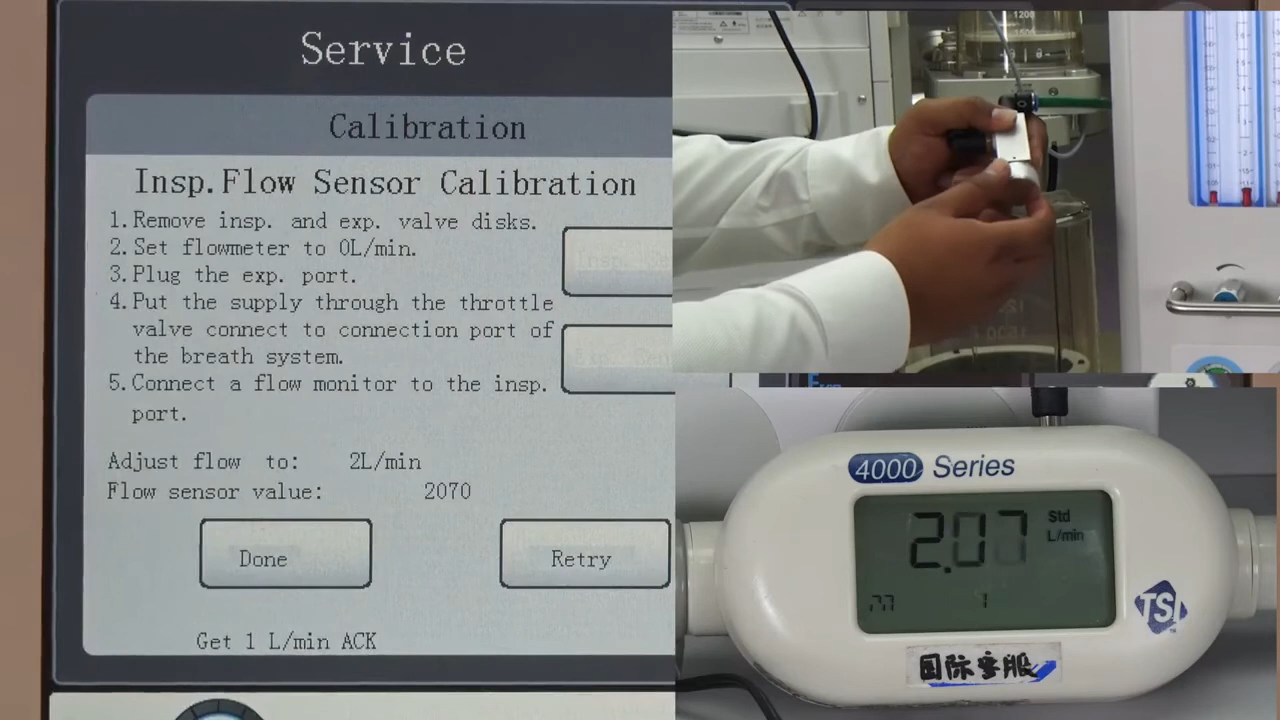 Service
Calibration
Insp.Flow Sensor Calibration
1.Remove insp. and exp. valve disks.
2.Set flowmeter to 0L/min.
3.Plug the exp. port.
4.Put the supply through the throttle
valve connect to connection port of
the breath system.
5.Connect a flow monitor to the insp.
port.
Adjust flow to: 2L/min
Flow sensor value: 2070
Done
Retry
Get 1 L/min ACK
1200
4000 Series
2.07
Std
L/min
TSI
国际客服